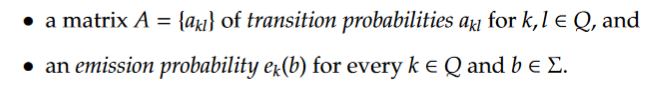 • a matrix A = {aₖₗ} of transition probabilities aₖₗ for k, l ∈ Q, and
• an emission probability eₖ(b) for every k ∈ Q and b ∈ Σ.